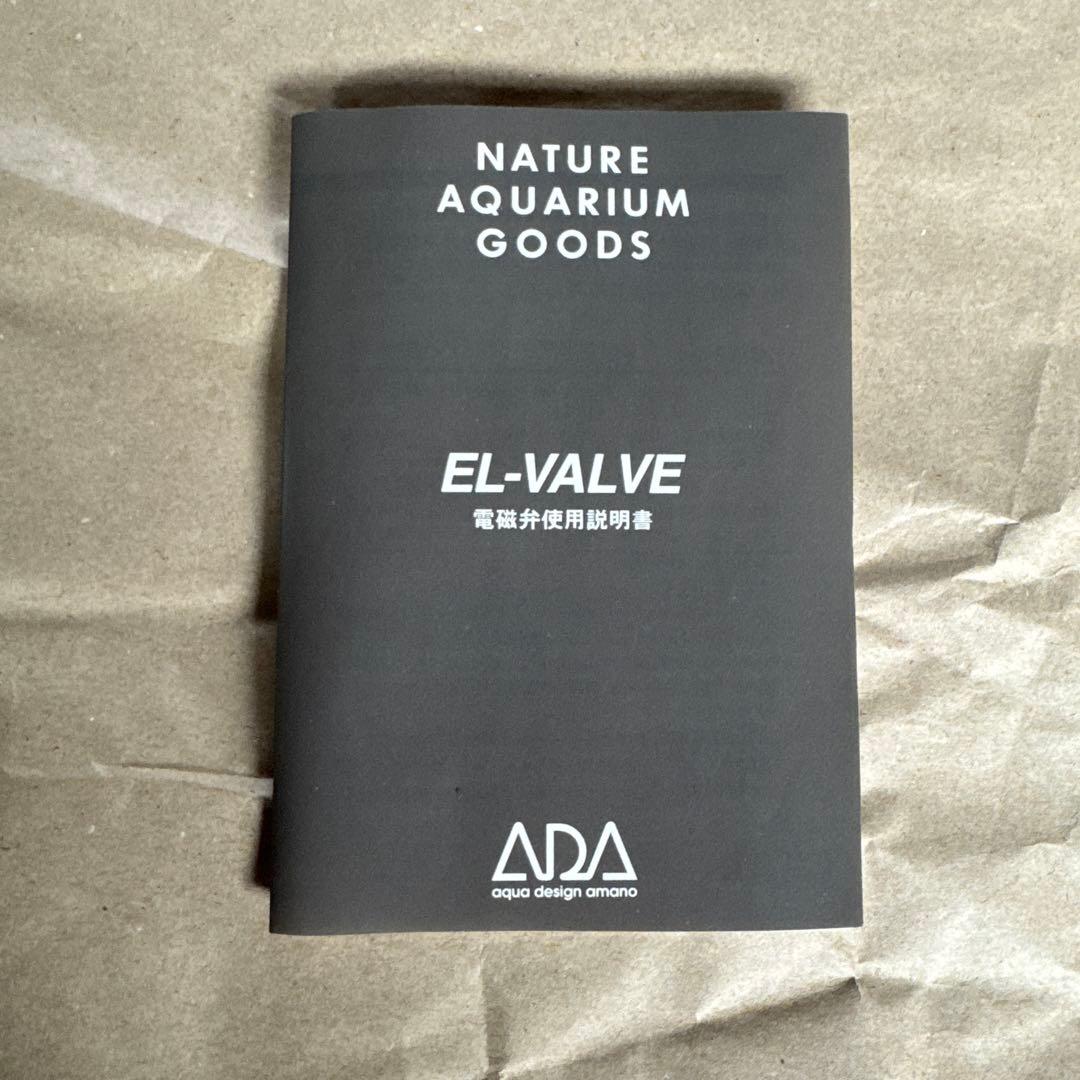 NATURE
AQUARIUM
GOODS
EL-VALVE
電磁弁使用説明書
ADA
aqua design amano